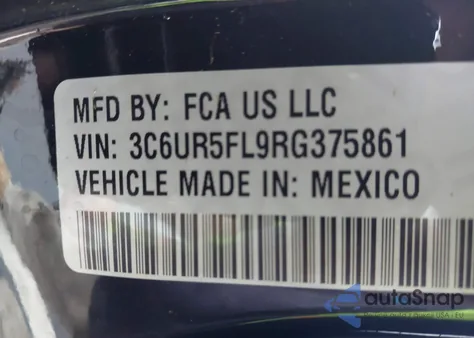 MFD BY: FCA US LLC
VIN: 3C6UR5FL9RG375861
VEHICLE MADE IN: MEXICO
autoSnap